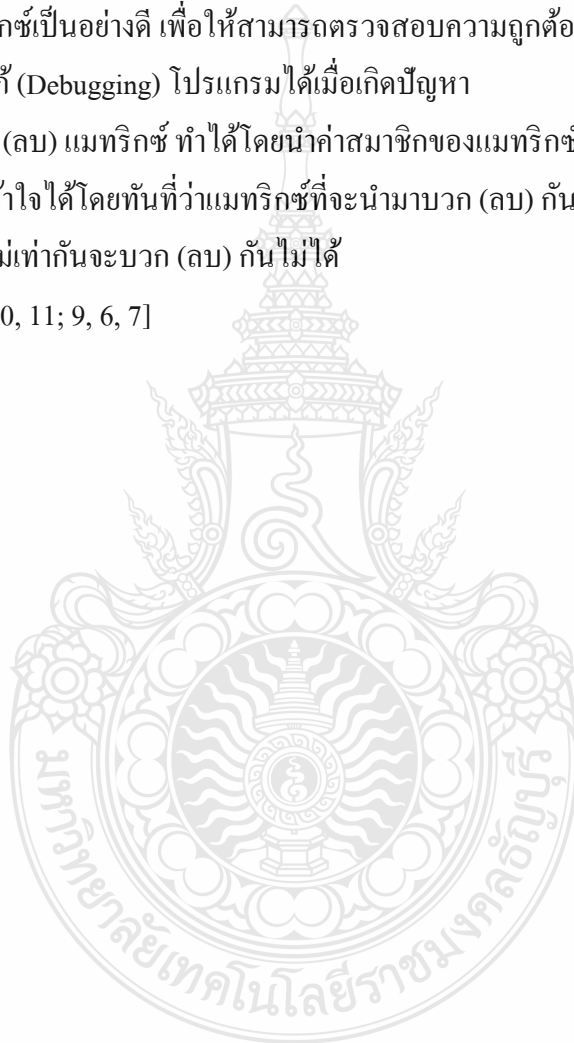 กซ์เป็นอย่างดี เพื่อให้สามารถตรวจสอบความถูกต้อ
(Debugging) โปรแกรมได้เมื่อเกิดปัญหา
(ลบ) แมทริกซ์ ทำได้โดยนำค่าสมาชิกของแมทริกซ์
าใจได้โดยทันที่ว่าแมทริกซ์ที่จะนำมาบวก (ลบ) กัน
ม่เท่ากันจะบวก (ลบ) กันไม่ได้
0, 11; 9, 6, 7]
มหาวิทยาลัยเทคโนโลยีราชมงคลธัญบุรี